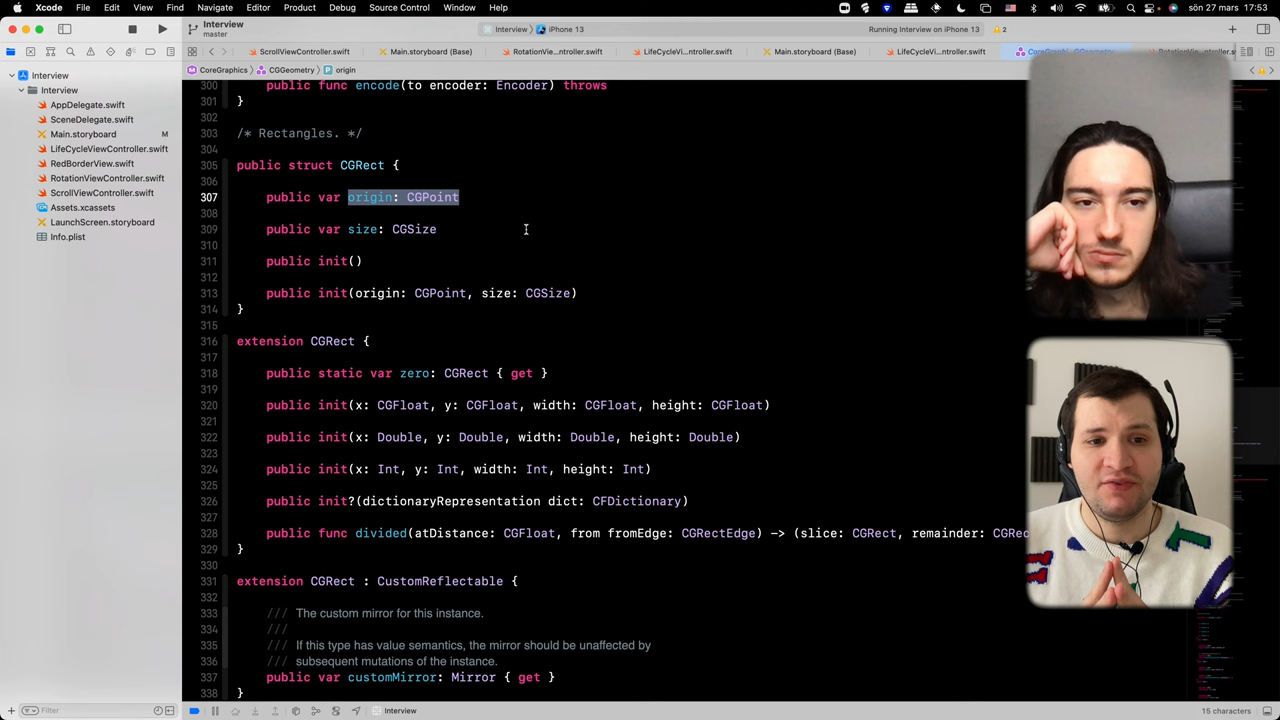 Xcode File Edit View Find Navigate Editor Product Debug Source Control Window Help
sön 27 mars 17:53
Interview
master
Interview 〉 iPhone 13
Running Interview on iPhone 13
2
ScrollViewController.swift
Main.storyboard (Base)
RotationVie...ntroller.swift
LifeCycleVi...ntroller.swift
Main.storyboard (Base)
LifeCycleVi...ntroller.swift
CoreGraphi... CGGeometry
CoreGraphics 〉 CGGeometry 〉 origin
Interview
Interview
AppDelegate.swift
SceneDelegate.swift
Main.storyboard M
LifeCycleViewController.swift
RedBorderView.swift
RotationViewController.swift
ScrollViewController.swift
Assets.xcassets
LaunchScreen.storyboard
Info.plist
300 public func encode(to encoder: Encoder) throws
301 }
302
303 /* Rectangles. */
304
305 public struct CGRect {
306
307 public var origin: CGPoint
308
309 public var size: CGSize
310
311 public init()
312
313 public init(origin: CGPoint, size: CGSize)
314 }
315
316 extension CGRect {
317
318 public static var zero: CGRect { get }
319
320 public init(x: CGFloat, y: CGFloat, width: CGFloat, height: CGFloat)
321
322 public init(x: Double, y: Double, width: Double, height: Double)
323
324 public init(x: Int, y: Int, width: Int, height: Int)
325
326 public init?(dictionaryRepresentation dict: CFDictionary)
327
328 public func divided(atDistance: CGFloat, from fromEdge: CGRectEdge) -> (slice: CGRect, remainder: CGRec
329 }
330
331 extension CGRect : CustomReflectable {
332
333 /// The custom mirror for this instance.
334 ///
335 /// If this type has value semantics, the mirror should be unaffected by
336 /// subsequent mutations of the instance.
337 public var customMirror: Mirror { get }
338 }
Filter
Interview
15 characters